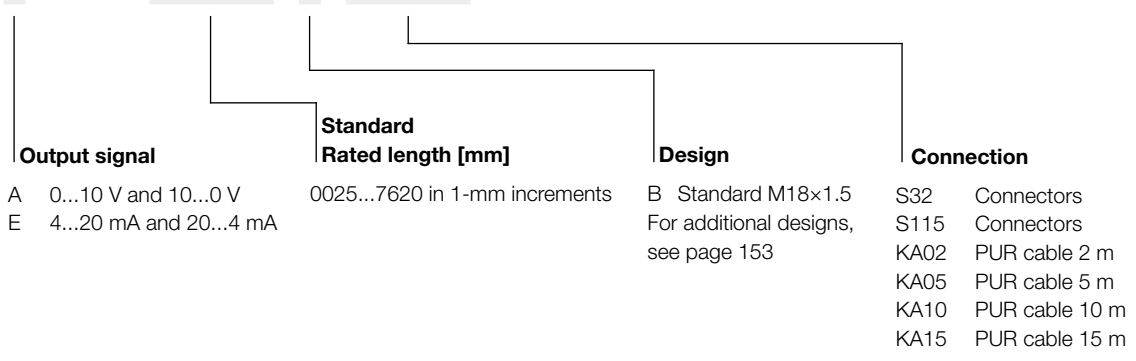 Output signal
A 0...10 V and 10...0 V
E 4...20 mA and 20...4 mA
Standard
Rated length [mm]
0025...7620 in 1-mm increments
Design
B Standard M18×1.5
For additional designs,
see page 153
Connection
S32 Connectors
S115 Connectors
KA02 PUR cable 2 m
KA05 PUR cable 5 m
KA10 PUR cable 10 m
KA15 PUR cable 15 m